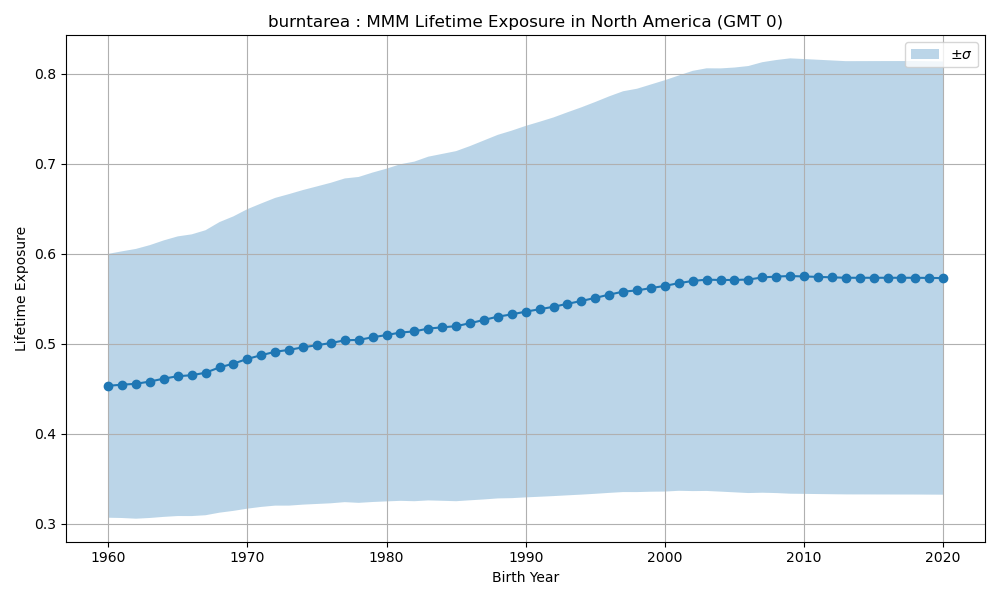 burntarea : MMM Lifetime Exposure in North America (GMT 0)
±σ
0.8
0.7
0.6
0.5
0.4
0.3
Lifetime Exposure
1960 1970 1980 1990 2000 2010 2020
Birth Year